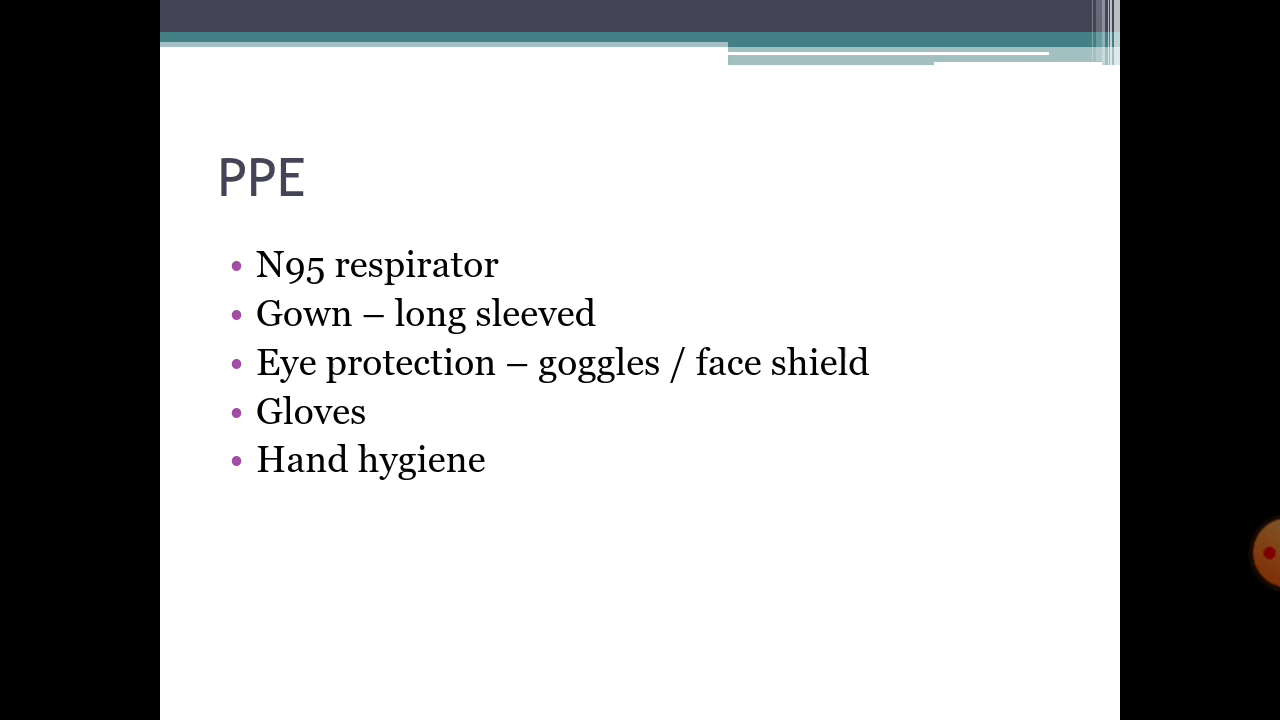 PPE
• N95 respirator
• Gown – long sleeved
• Eye protection – goggles / face shield
• Gloves
• Hand hygiene